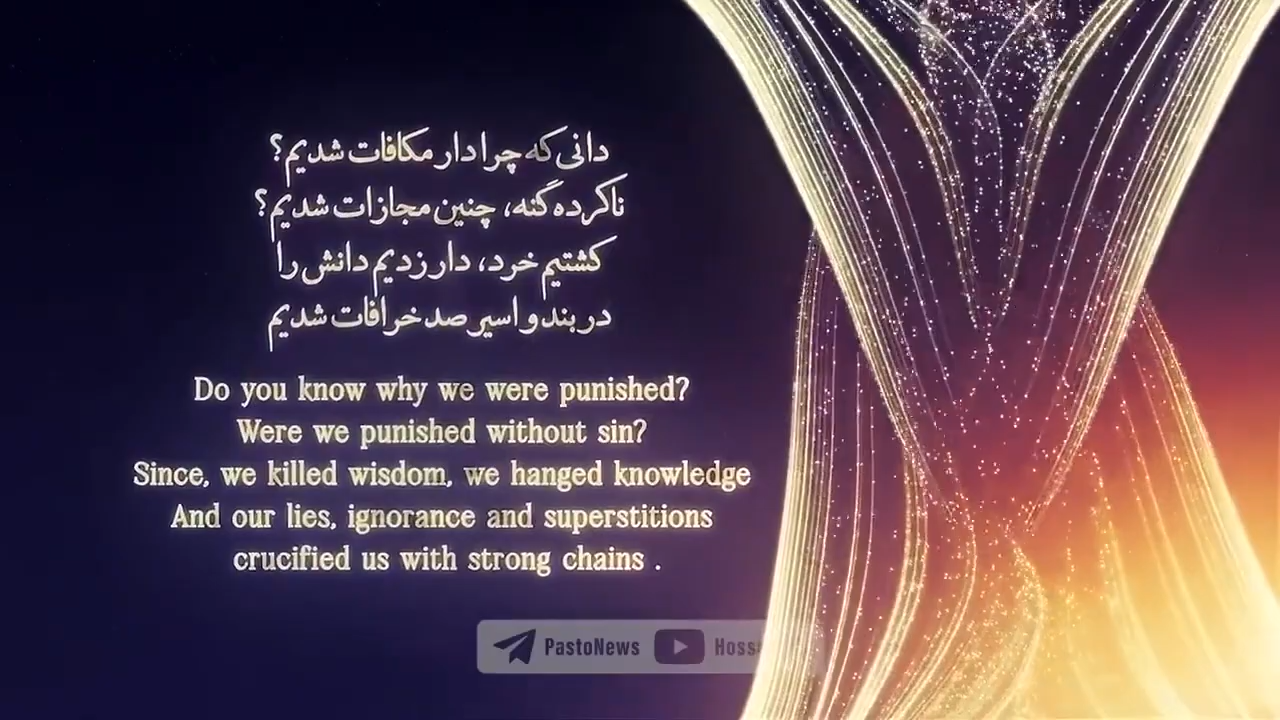 دانی که چرا دار مکافات شدیم؟
ناکرده گنه، چنین مجازات شدیم؟
کشتیم خرد، دار زدیم دانش را
در بند و اسیر صد خرافات شدیم
Do you know why we were punished?
Were we punished without sin?
Since, we killed wisdom, we hanged knowledge
And our lies, ignorance and superstitions
crucified us with strong chains .
PastoNews